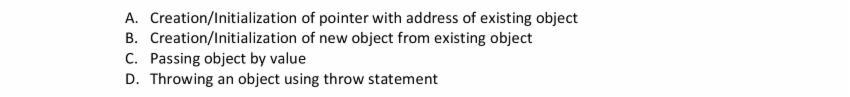 A. Creation/Initialization of pointer with address of existing object
B. Creation/Initialization of new object from existing object
C. Passing object by value
D. Throwing an object using throw statement